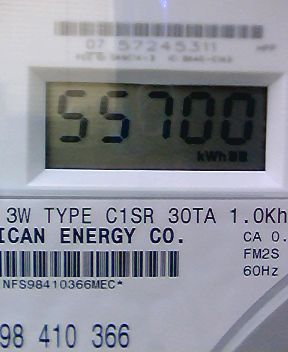 07 57245311
55700
kWh
3W TYPE C1SR 30TA 1.0Kh
ICAN ENERGY CO.
CA 0.
FM2S
60Hz
NFS98410366MEC*
98 410 366